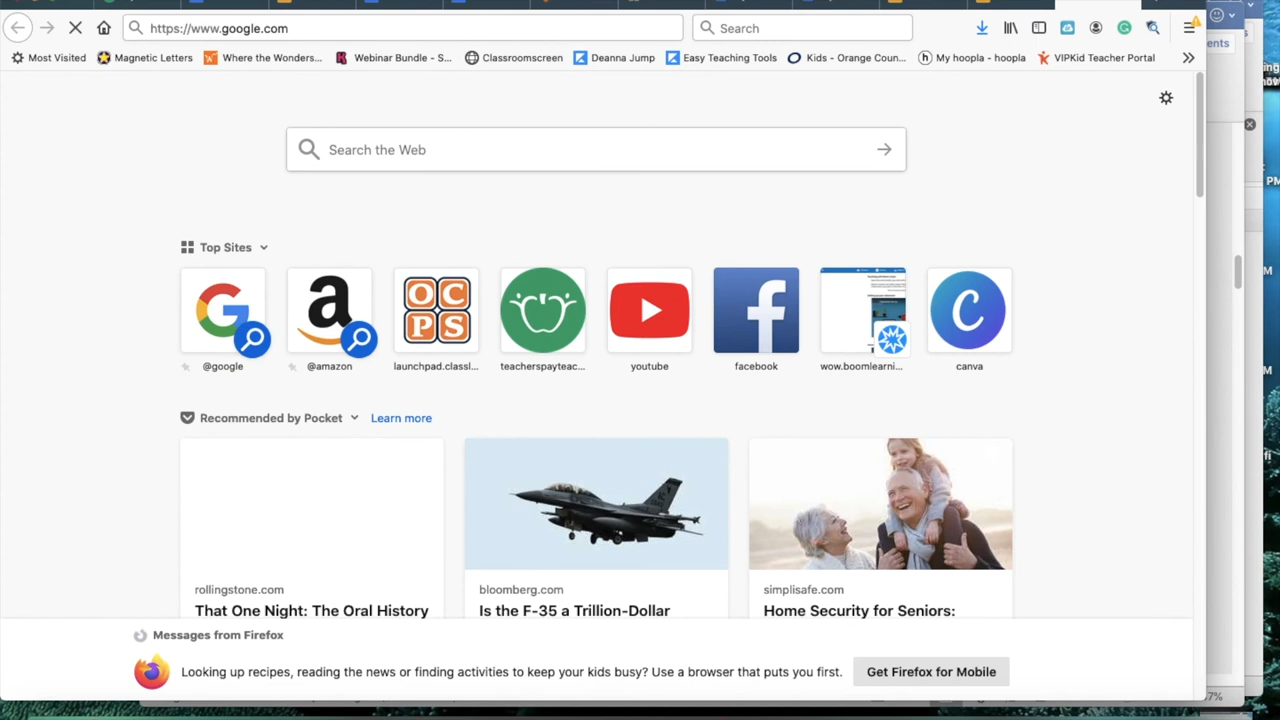 https://www.google.com
Search
Most Visited
Magnetic Letters
Where the Wonders...
Webinar Bundle - S...
Classroomscreen
Deanna Jump
Easy Teaching Tools
Kids - Orange Coun...
My hoopla - hoopla
VIPKid Teacher Portal
ents
PM
Search the Web
Top Sites
O C
P S
a
f
C
@google
@amazon
launchpad.classl...
teacherspayteac...
youtube
facebook
wow.boomlearni...
canva
Recommended by Pocket
Learn more
rollingstone.com
That One Night: The Oral History
bloomberg.com
Is the F-35 a Trillion-Dollar
simplisafe.com
Home Security for Seniors:
Messages from Firefox
Looking up recipes, reading the news or finding activities to keep your kids busy? Use a browser that puts you first.
Get Firefox for Mobile
7%